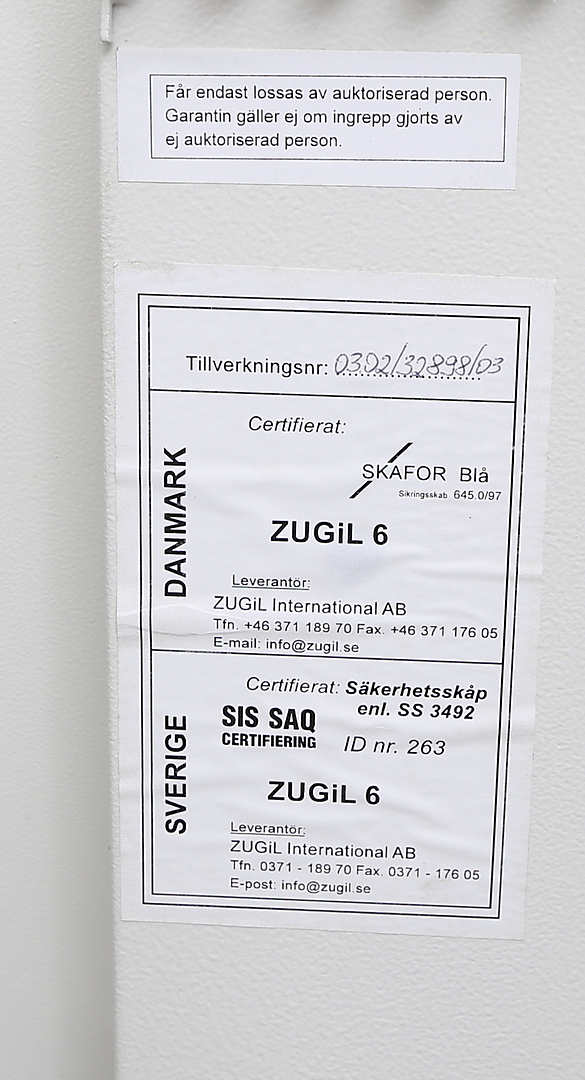 Får endast lossas av auktoriserad person.
Garantin gäller ej om ingrepp gjorts av
ej auktoriserad person.
Tillverkningsnr: 0302/32898/03
DANMARK
Certifierat:
SKAFOR Blå
Sikringsskab 645.0/97
ZUGiL 6
Leverantör:
ZUGiL International AB
Tfn. +46 371 189 70 Fax. +46 371 176 05
E-mail: info@zugil.se
SVERIGE
Certifierat: Säkerhetsskåp
enl. SS 3492
SIS SAQ
CERTIFIERING
ID nr. 263
ZUGiL 6
Leverantör:
ZUGiL International AB
Tfn. 0371 - 189 70 Fax. 0371 - 176 05
E-post: info@zugil.se